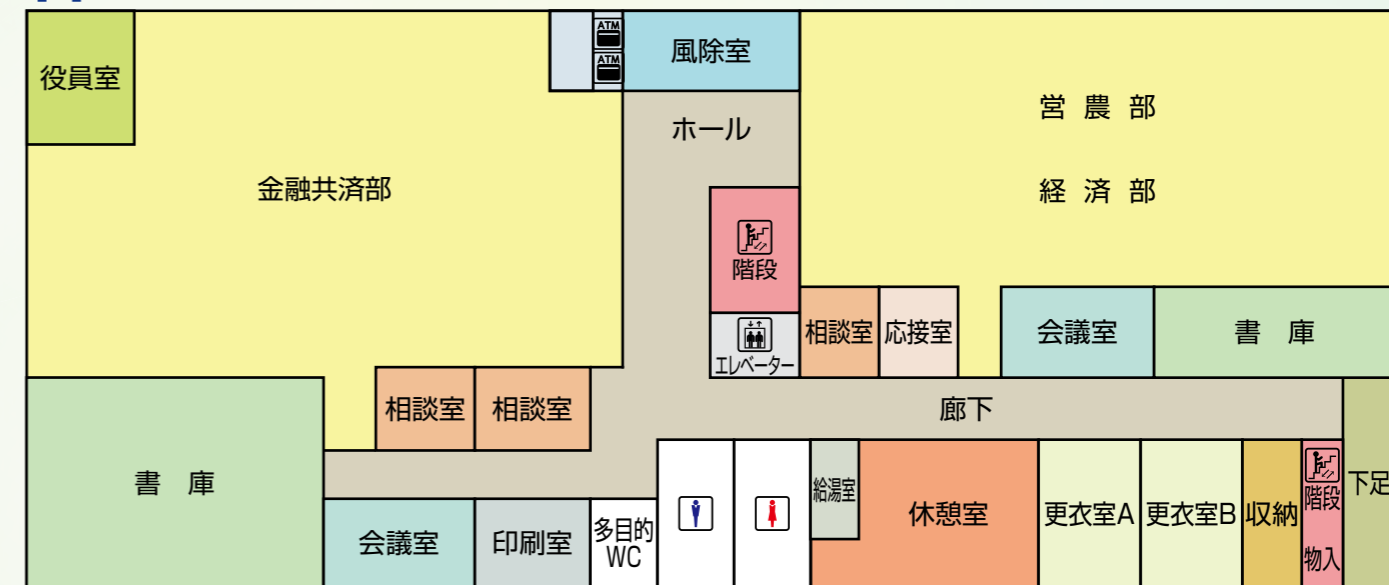 役員室
ATM
ATM
風除室
ホール
営農部
経済部
金融共済部
階段
エレベーター
相談室
応接室
会議室
書庫
相談室
相談室
廊下
書庫
会議室
印刷室
多目的
WC
給湯室
休憩室
更衣室A
更衣室B
収納
階段
物入
下足